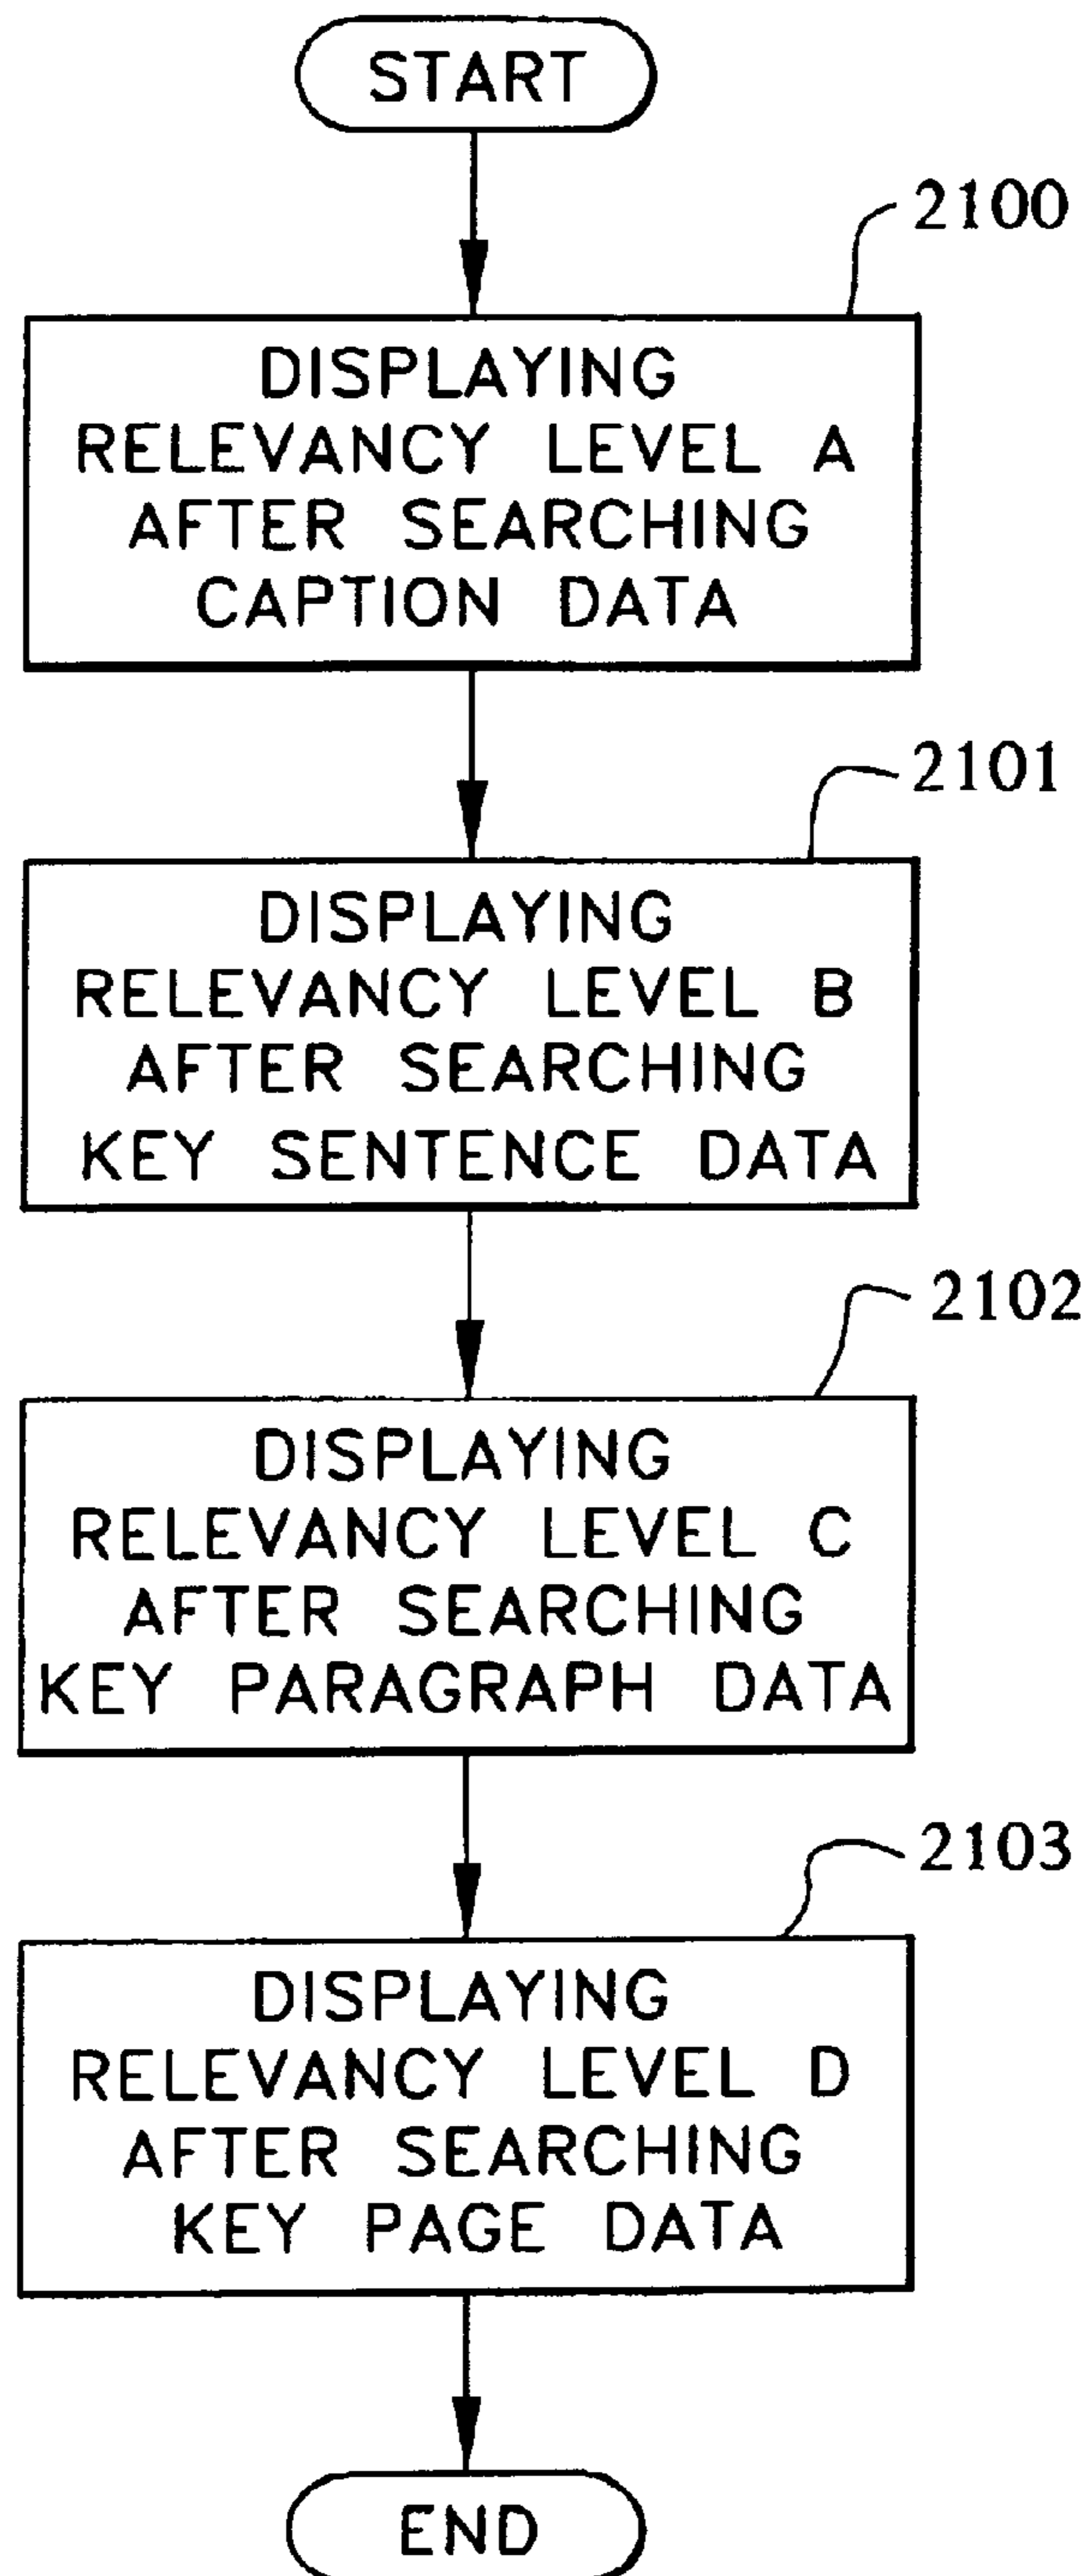 START
2100
DISPLAYING
RELEVANCY LEVEL A
AFTER SEARCHING
CAPTION DATA
2101
DISPLAYING
RELEVANCY LEVEL B
AFTER SEARCHING
KEY SENTENCE DATA
2102
DISPLAYING
RELEVANCY LEVEL C
AFTER SEARCHING
KEY PARAGRAPH DATA
2103
DISPLAYING
RELEVANCY LEVEL D
AFTER SEARCHING
KEY PAGE DATA
END